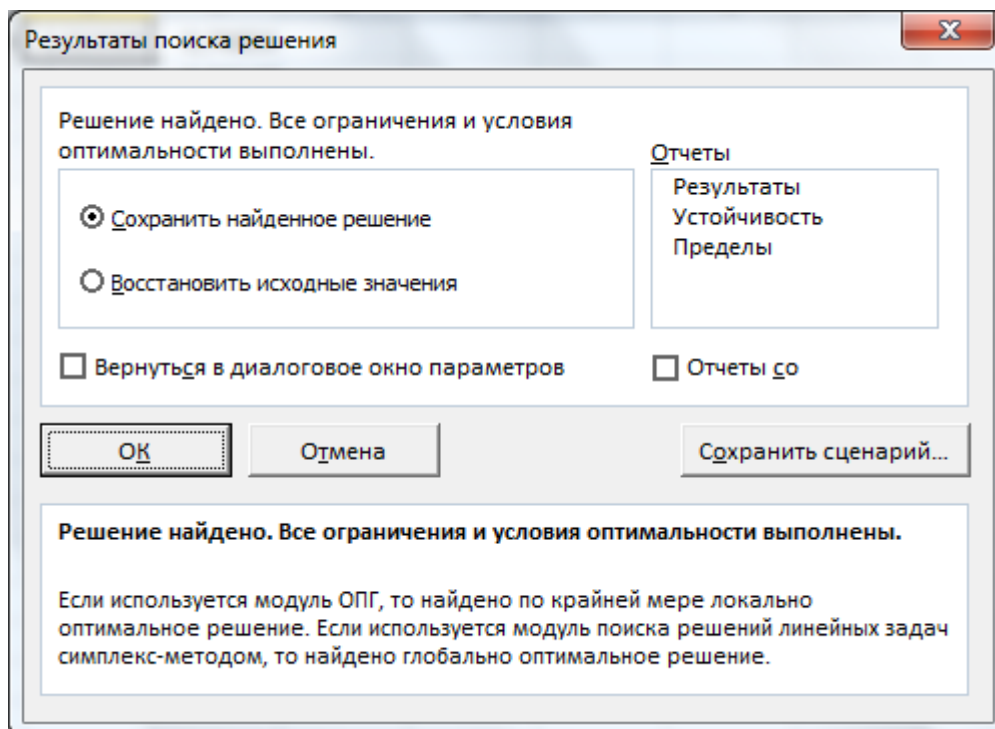 Результаты поиска решения
Решение найдено. Все ограничения и условия
оптимальности выполнены.
Отчеты
Сохранить найденное решение
Восстановить исходные значения
Результаты
Устойчивость
Пределы
Вернуться в диалоговое окно параметров
Отчеты со
ОК
Отмена
Сохранить сценарий...
Решение найдено. Все ограничения и условия оптимальности выполнены.
Если используется модуль ОПГ, то найдено по крайней мере локально
оптимальное решение. Если используется модуль поиска решений линейных задач
симплекс-методом, то найдено глобально оптимальное решение.